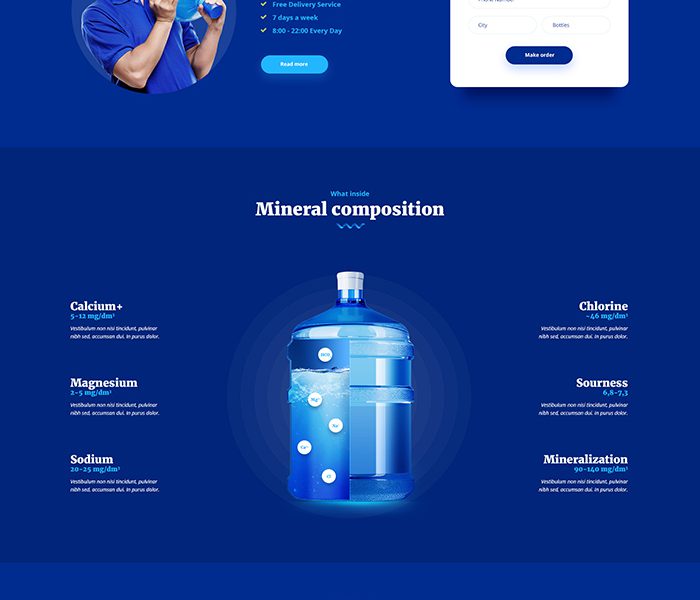 Free Delivery Service
7 days a week
8:00 - 22:00 Every Day
Read more
City
Bottles
Make order
What inside
Mineral composition
Calcium+
5-12 mg/dm³
Vestibulum non nisi tincidunt, pulvinar
nibh sed, accumsan dui. In purus dolor.
Magnesium
2-5 mg/dm³
Vestibulum non nisi tincidunt, pulvinar
nibh sed, accumsan dui. In purus dolor.
Sodium
20-25 mg/dm³
Vestibulum non nisi tincidunt, pulvinar
nibh sed, accumsan dui. In purus dolor.
Mg⁺
Na⁺
Ca⁺
Cl
Chlorine
~46 mg/dm³
Vestibulum non nisi tincidunt, pulvinar
nibh sed, accumsan dui. In purus dolor.
Sourness
6,8-7,3
Vestibulum non nisi tincidunt, pulvinar
nibh sed, accumsan dui. In purus dolor.
Mineralization
90-140 mg/dm³
Vestibulum non nisi tincidunt, pulvinar
nibh sed, accumsan dui. In purus dolor.